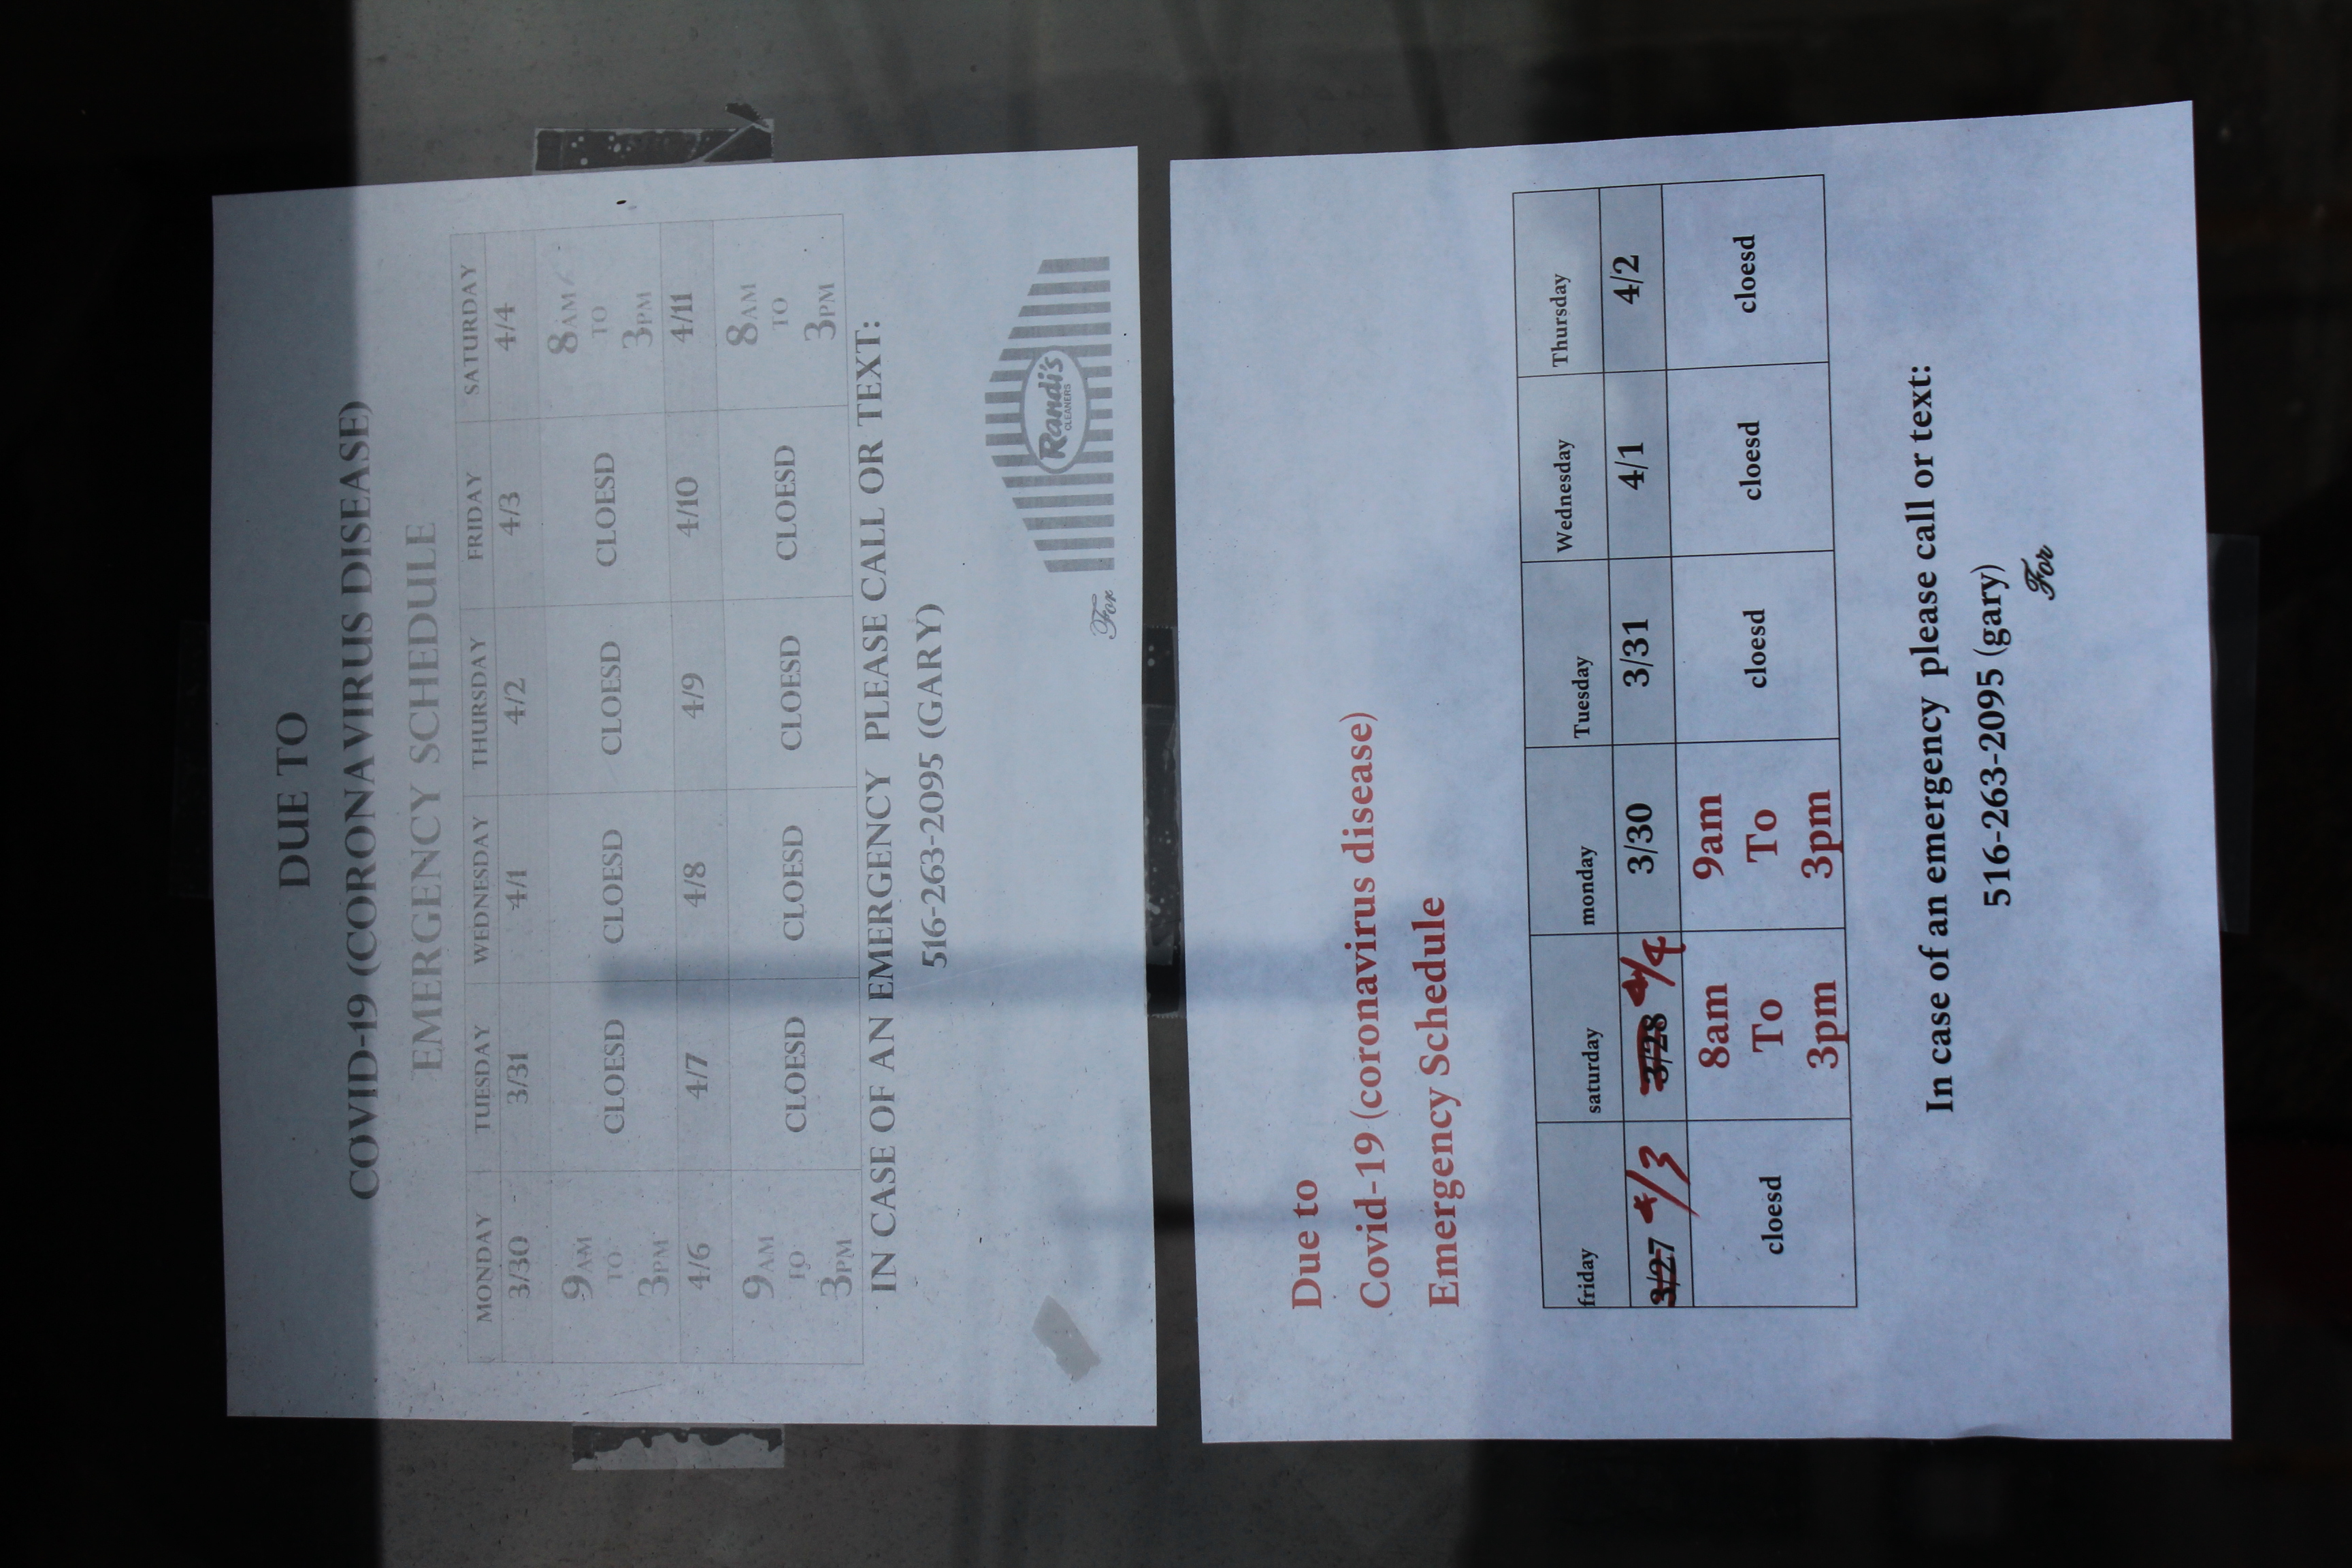 DUE TO
COVID-19 (CORONAVIRUS DISEASE)
EMERGENCY SCHEDULE
MONDAY TUESDAY WEDNESDAY THURSDAY FRIDAY SATURDAY
3/30 3/31 4/1 4/2 4/3 4/4
9AM TO 3PM CLOESD CLOESD CLOESD CLOESD 8AM TO 3PM
4/6 4/7 4/8 4/9 4/10 4/11
9AM TO 3PM CLOESD CLOESD CLOESD CLOESD 8AM TO 3PM
IN CASE OF AN EMERGENCY PLEASE CALL OR TEXT:
516-263-2095 (GARY)
For Randi's
CLEANERS
Due to
Covid-19 (coronavirus disease)
Emergency Schedule
friday saturday monday Tuesday Wednesday Thursday
3/27 4/3 3/28 4/4 3/30 3/31 4/1 4/2
cloesd 8am To 3pm 9am To 3pm cloesd cloesd cloesd
In case of an emergency please call or text:
516-263-2095 (gary)
For